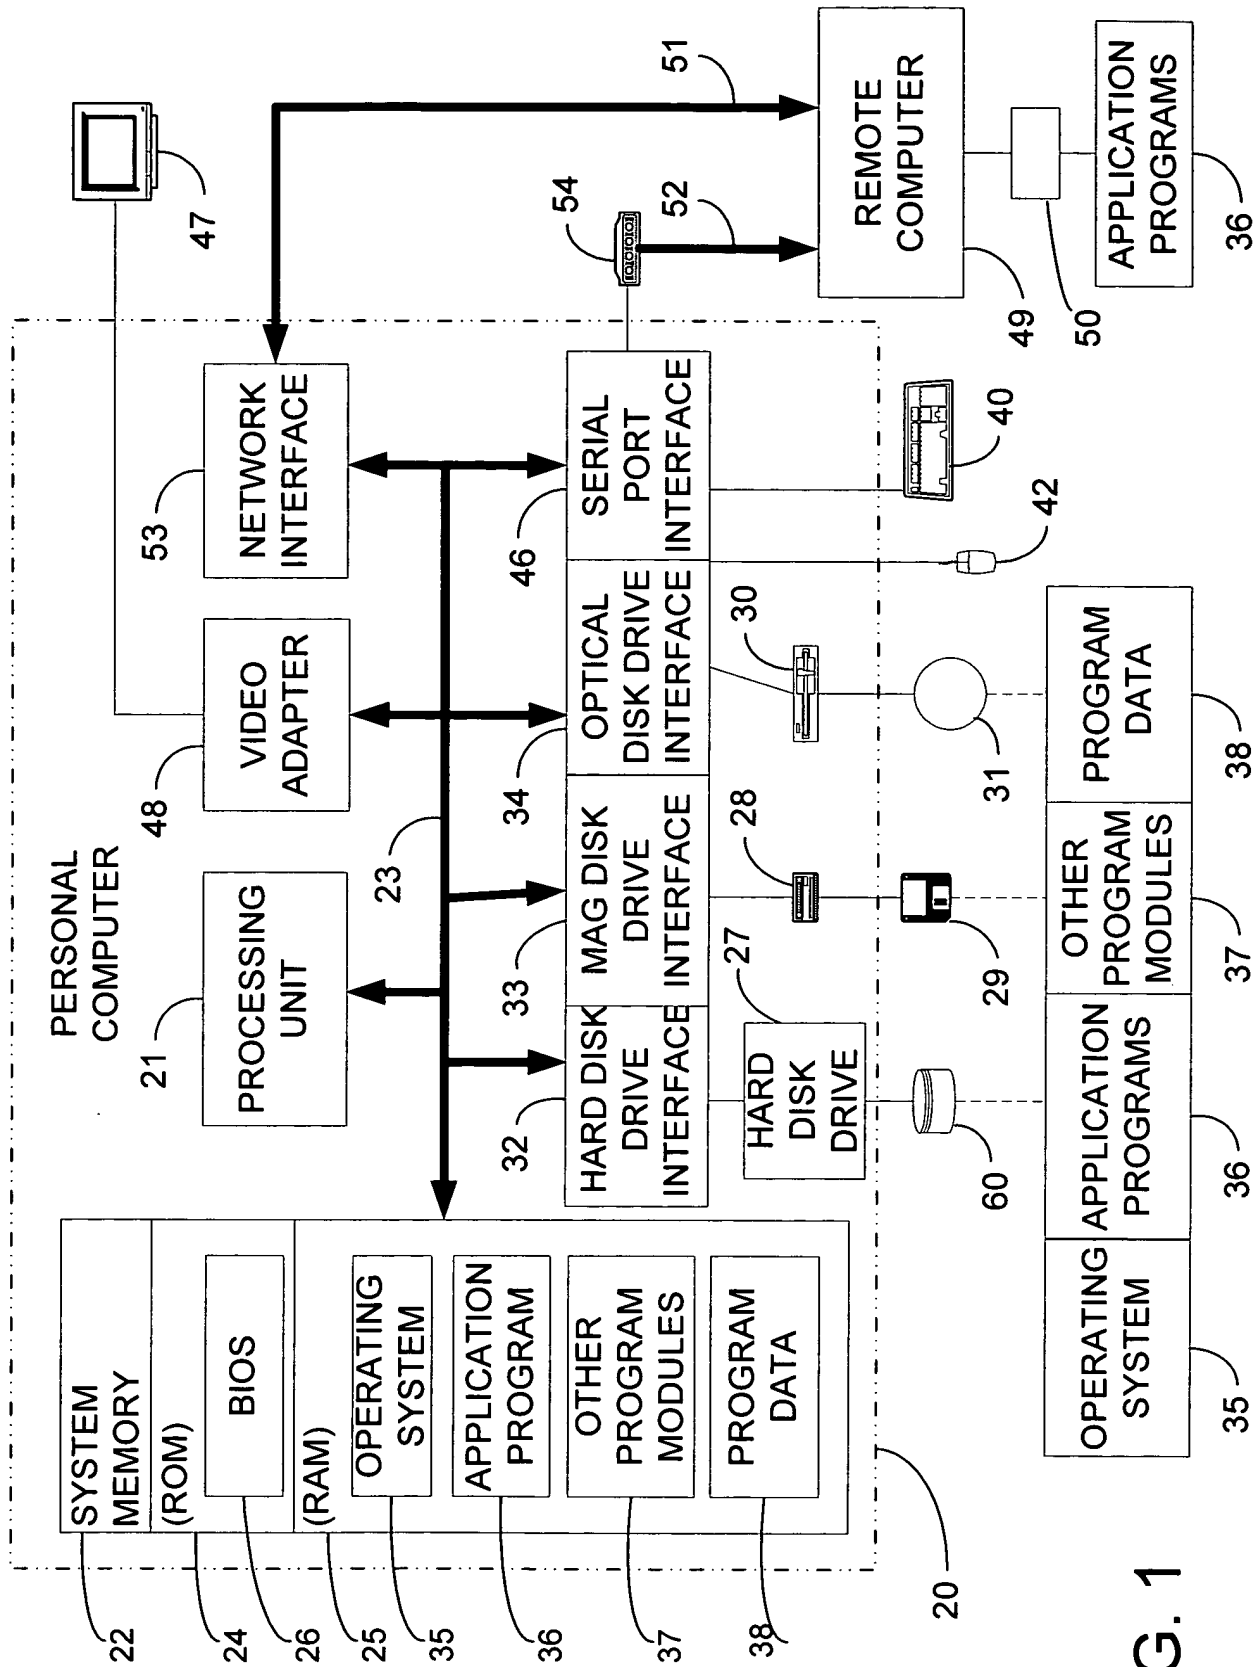 PERSONAL
COMPUTER
47
22
SYSTEM
MEMORY
24
(ROM)
26
BIOS
25
(RAM)
35
OPERATING
SYSTEM
36
APPLICATION
PROGRAM
37
OTHER
PROGRAM
MODULES
38
PROGRAM
DATA
20
21
PROCESSING
UNIT
48
VIDEO
ADAPTER
53
NETWORK
INTERFACE
23
32
HARD DISK
DRIVE
INTERFACE
33
MAG DISK
DRIVE
INTERFACE
34
OPTICAL
DISK DRIVE
INTERFACE
46
SERIAL
PORT
INTERFACE
54
52
51
27
HARD
DISK
DRIVE
28
30
60
29
31
42
40
REMOTE
COMPUTER
49
50
APPLICATION
PROGRAMS
36
OPERATING
SYSTEM
35
APPLICATION
PROGRAMS
36
OTHER
PROGRAM
MODULES
37
PROGRAM
DATA
38
G. 1